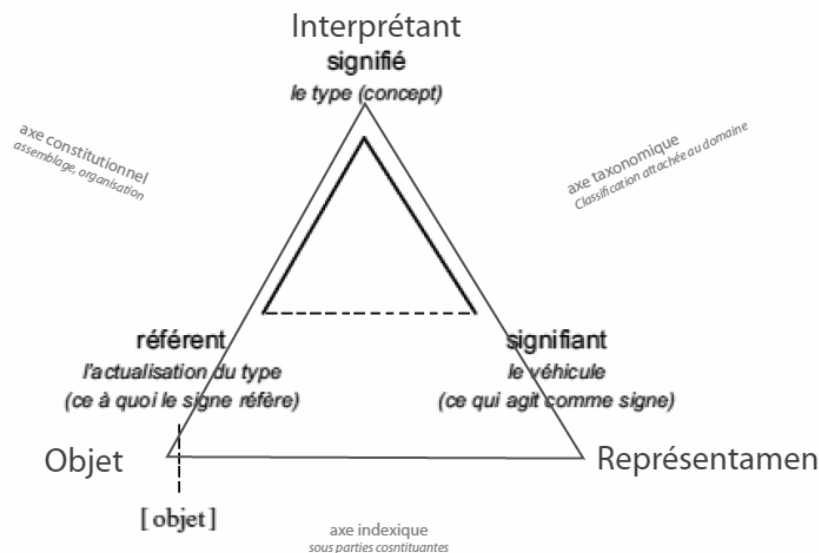 Interprétant
signifié
le type (concept)
axe constitutionnel
assemblage, organisation
axe taxonomique
Classification attachée au domaine
référent
l'actualisation du type
(ce à quoi le signe réfère)
signifiant
le véhicule
(ce qui agit comme signe)
Objet
Représentamen
[ objet ]
axe indexique
sous parties cosntituantes